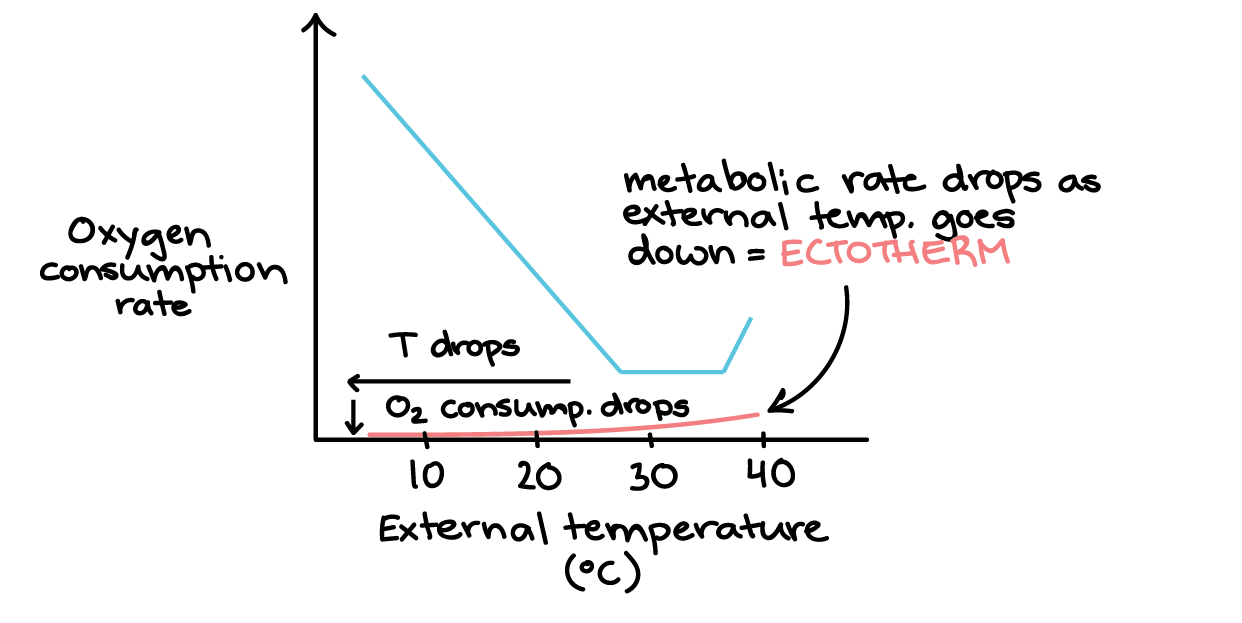 metabolic rate drops as
external temp. goes
down = ECTOTHERM
Oxygen
consumption
rate
T drops
O₂ consump. drops
10 20 30 40
External temperature
(°C)